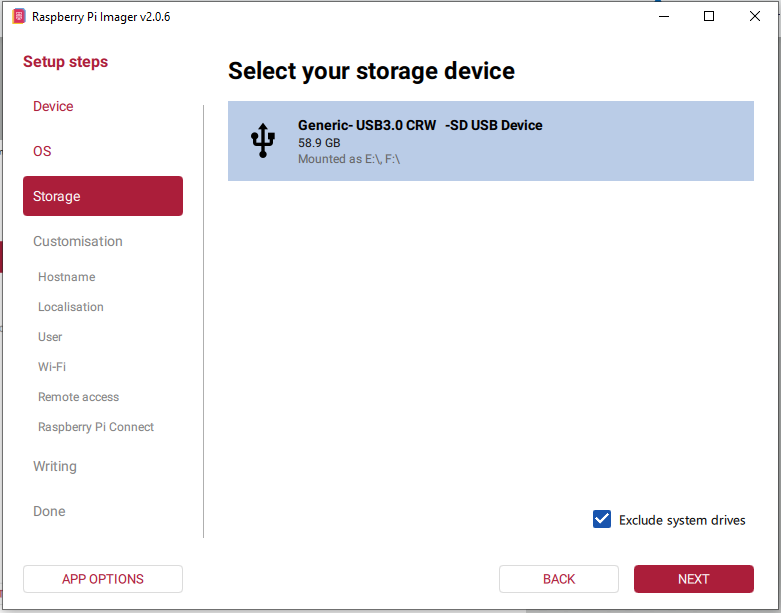 Raspberry Pi Imager v2.0.6
Setup steps
Device
OS
Storage
Customisation
Hostname
Localisation
User
Wi-Fi
Remote access
Raspberry Pi Connect
Writing
Done
APP OPTIONS
Select your storage device
Generic- USB3.0 CRW   -SD USB Device
58.9 GB
Mounted as E:\, F:\
Exclude system drives
BACK
NEXT